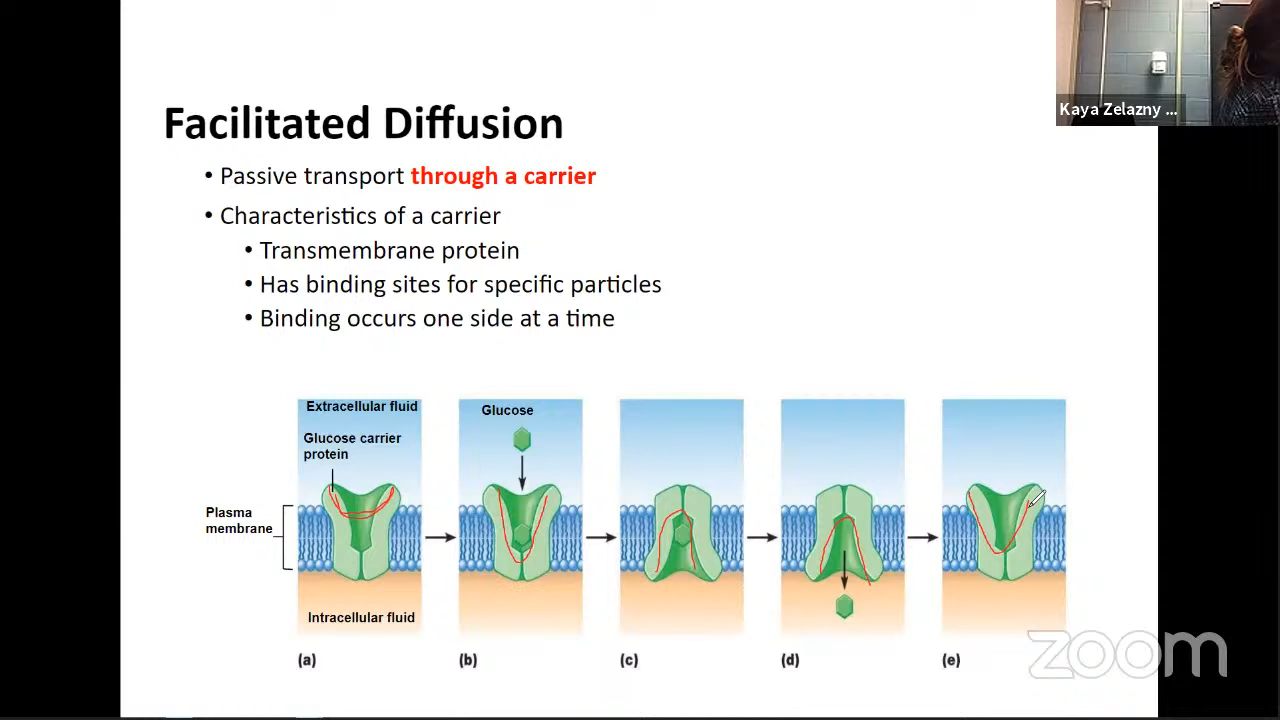 Kaya Zelazny ...
Facilitated Diffusion
• Passive transport through a carrier
• Characteristics of a carrier
• Transmembrane protein
• Has binding sites for specific particles
• Binding occurs one side at a time
Extracellular fluid
Glucose carrier
protein
Glucose
Plasma
membrane
Intracellular fluid
(a)
(b)
(c)
(d)
(e)
zoom